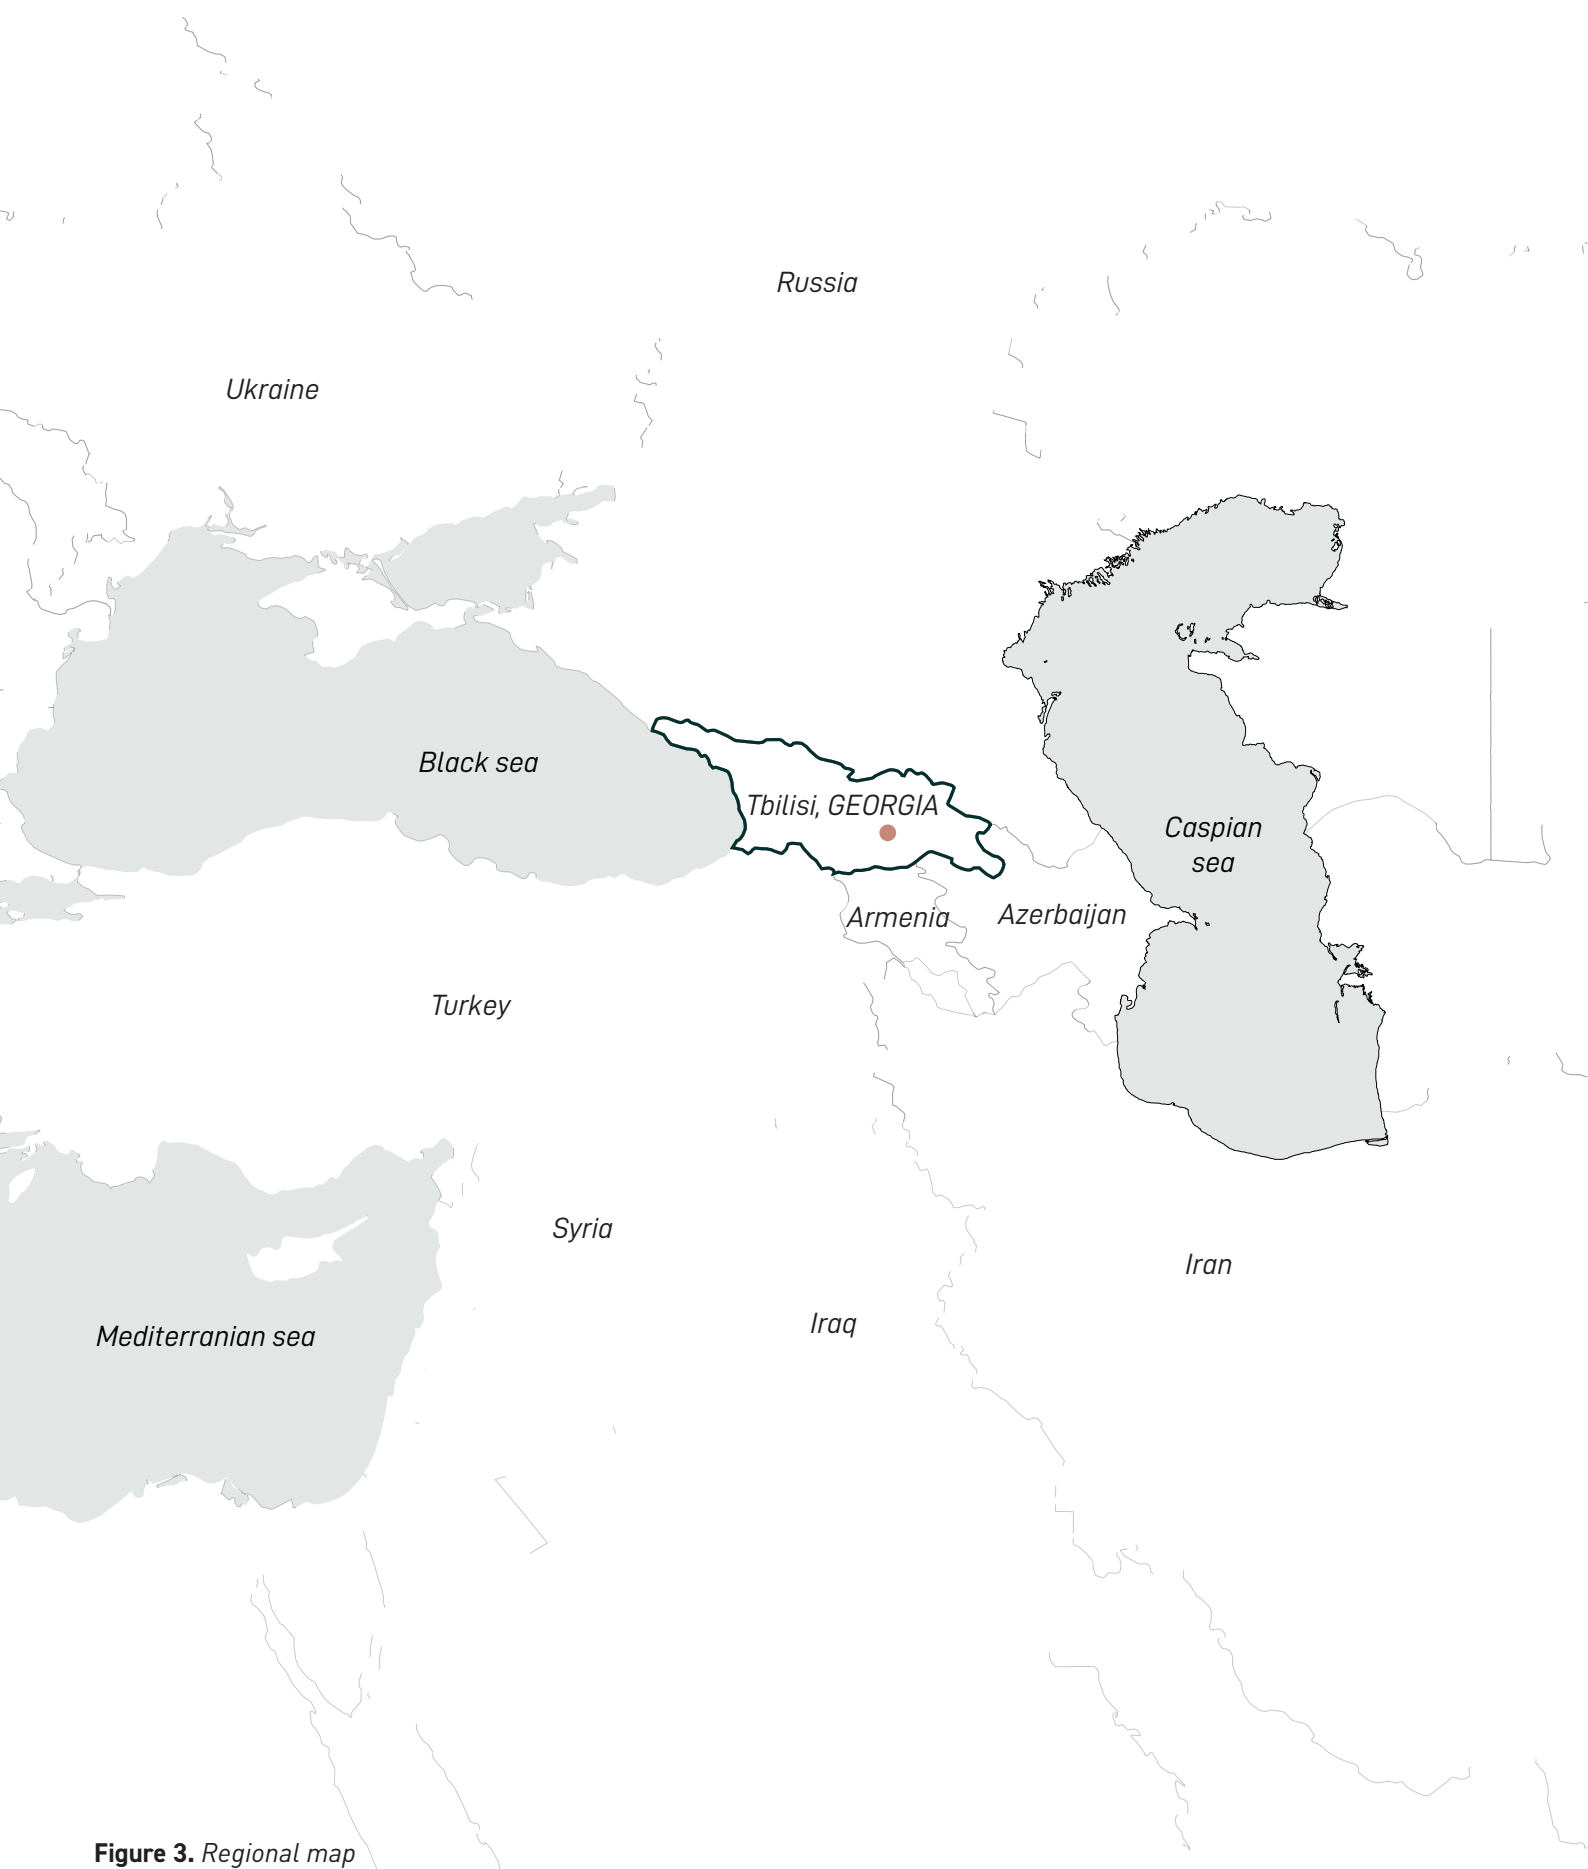 Russia
Ukraine
Black sea
Tbilisi, GEORGIA
Caspian
sea
Armenia
Azerbaijan
Turkey
Syria
Iran
Iraq
Mediterranian sea
Figure 3. Regional map